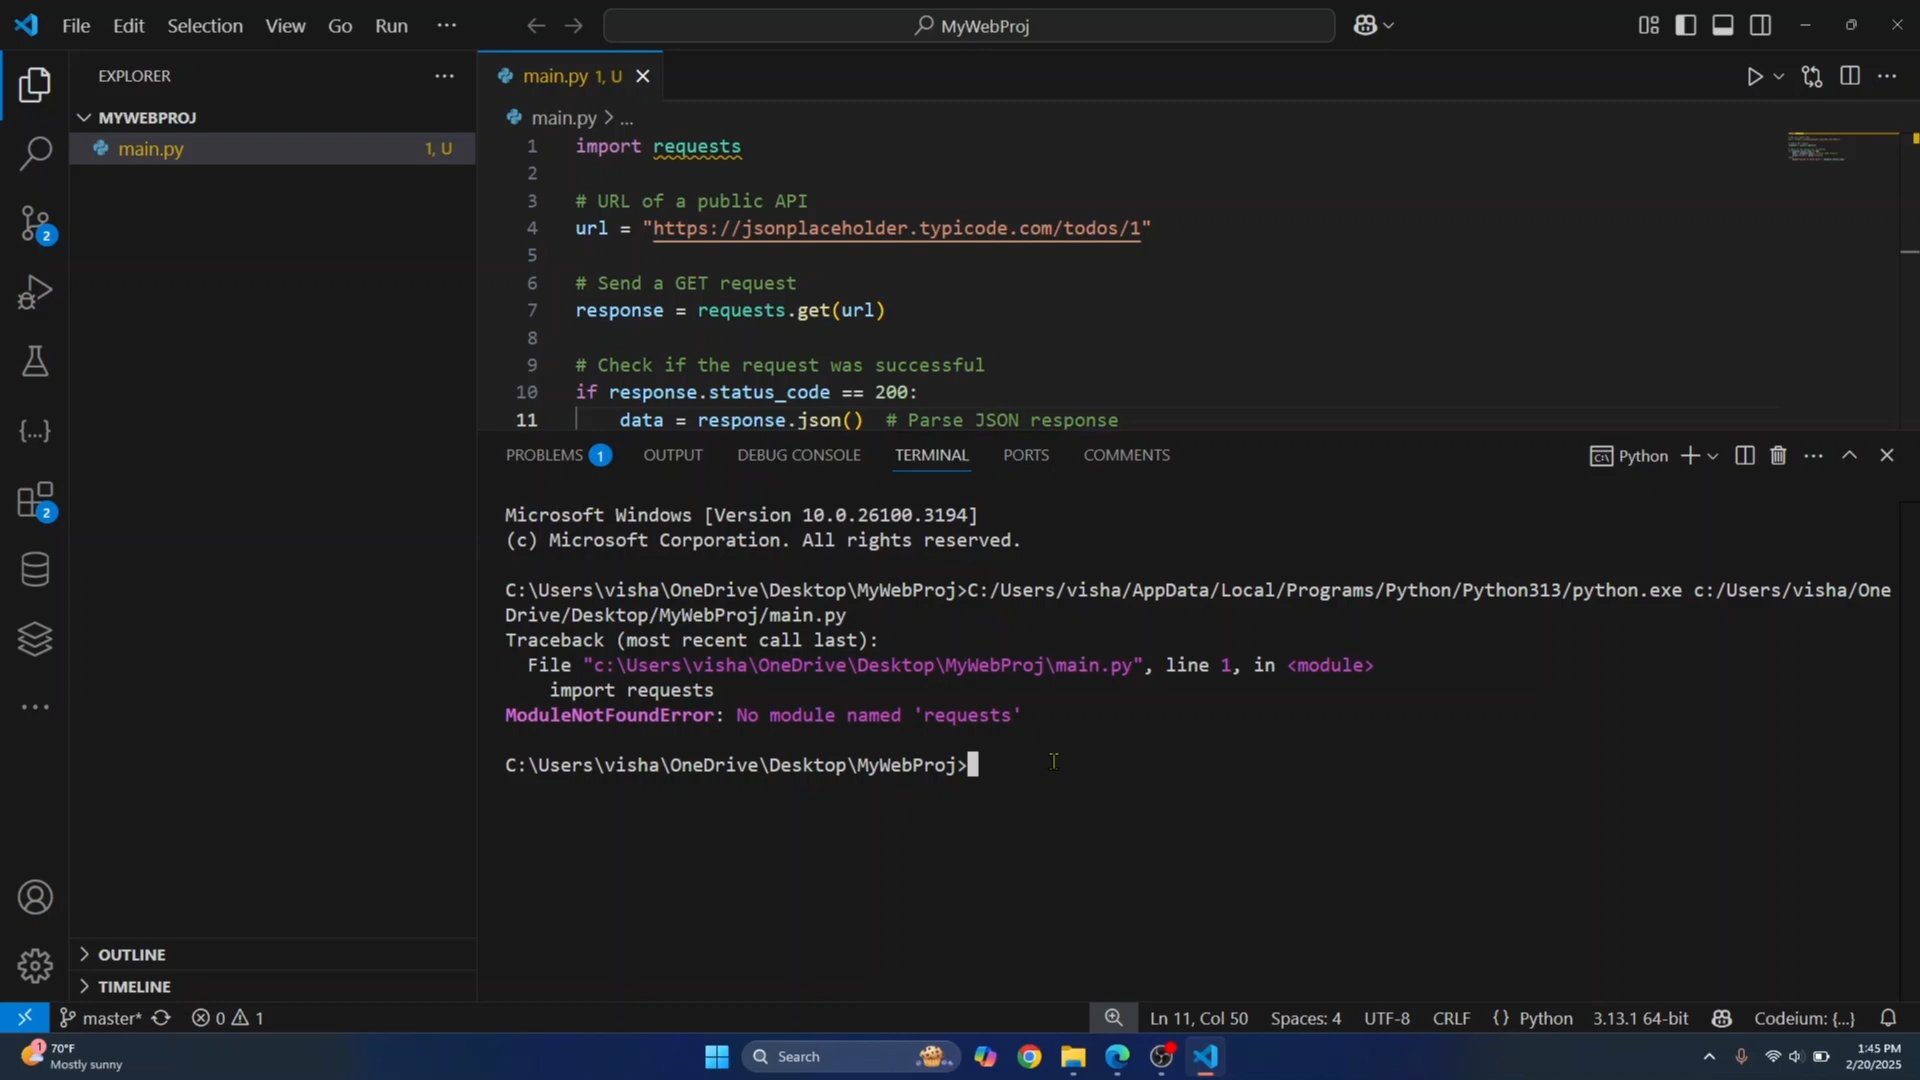 File Edit Selection View Go Run ···
MyWebProj
EXPLORER ···
MYWEBPROJ
main.py 1, U
main.py 1, U
main.py > ...
1 import requests
2
3 # URL of a public API
4 url = "https://jsonplaceholder.typicode.com/todos/1"
5
6 # Send a GET request
7 response = requests.get(url)
8
9 # Check if the request was successful
10 if response.status_code == 200:
11 data = response.json() # Parse JSON response
PROBLEMS 1 OUTPUT DEBUG CONSOLE TERMINAL PORTS COMMENTS
Python
Microsoft Windows [Version 10.0.26100.3194]
(c) Microsoft Corporation. All rights reserved.
C:\Users\visha\OneDrive\Desktop\MyWebProj>C:/Users/visha/AppData/Local/Programs/Python/Python313/python.exe c:/Users/visha/One
Drive/Desktop/MyWebProj/main.py
Traceback (most recent call last):
File "c:\Users\visha\OneDrive\Desktop\MyWebProj\main.py", line 1, in <module>
import requests
ModuleNotFoundError: No module named 'requests'
C:\Users\visha\OneDrive\Desktop\MyWebProj>
2
2
OUTLINE
TIMELINE
master* 0 1 Ln 11, Col 50 Spaces: 4 UTF-8 CRLF {} Python 3.13.1 64-bit Codeium: {...}
1
70°F
Mostly sunny
Search
1:45 PM
2/20/2025